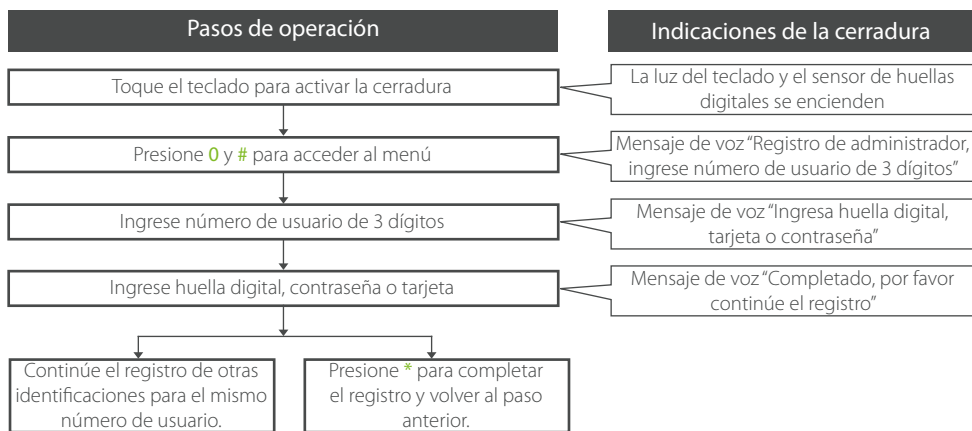 Pasos de operación
Indicaciones de la cerradura
Toque el teclado para activar la cerradura
La luz del teclado y el sensor de huellas
digitales se encienden
Presione 0 y # para acceder al menú
Mensaje de voz “Registro de administrador,
ingrese número de usuario de 3 dígitos”
Ingrese número de usuario de 3 dígitos
Mensaje de voz “Ingresa huella digital,
tarjeta o contraseña”
Ingrese huella digital, contraseña o tarjeta
Mensaje de voz “Completado, por favor
continúe el registro”
Continúe el registro de otras
identificaciones para el mismo
número de usuario.
Presione * para completar
el registro y volver al paso
anterior.